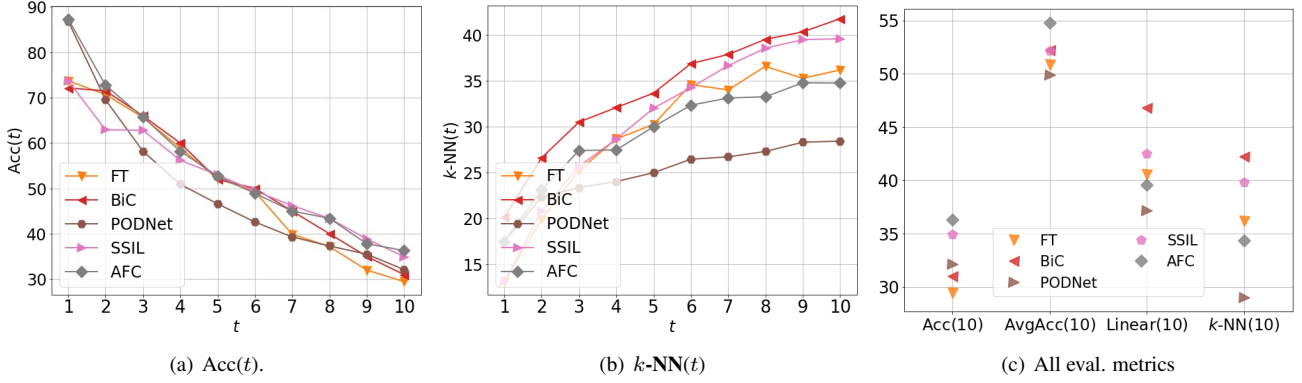 90
80
70
60
50
40
30
Acc(t)
1 2 3 4 5 6 7 8 9 10
t
FT
BiC
PODNet
SSIL
AFC
(a) Acc(t).
40
35
30
25
20
15
k-NN(t)
1 2 3 4 5 6 7 8 9 10
t
FT
BiC
PODNet
SSIL
AFC
(b) k-NN(t)
55
50
45
40
35
30
FT SSIL
BiC AFC
PODNet
Acc(10) AvgAcc(10) Linear(10) k-NN(10)
(c) All eval. metrics